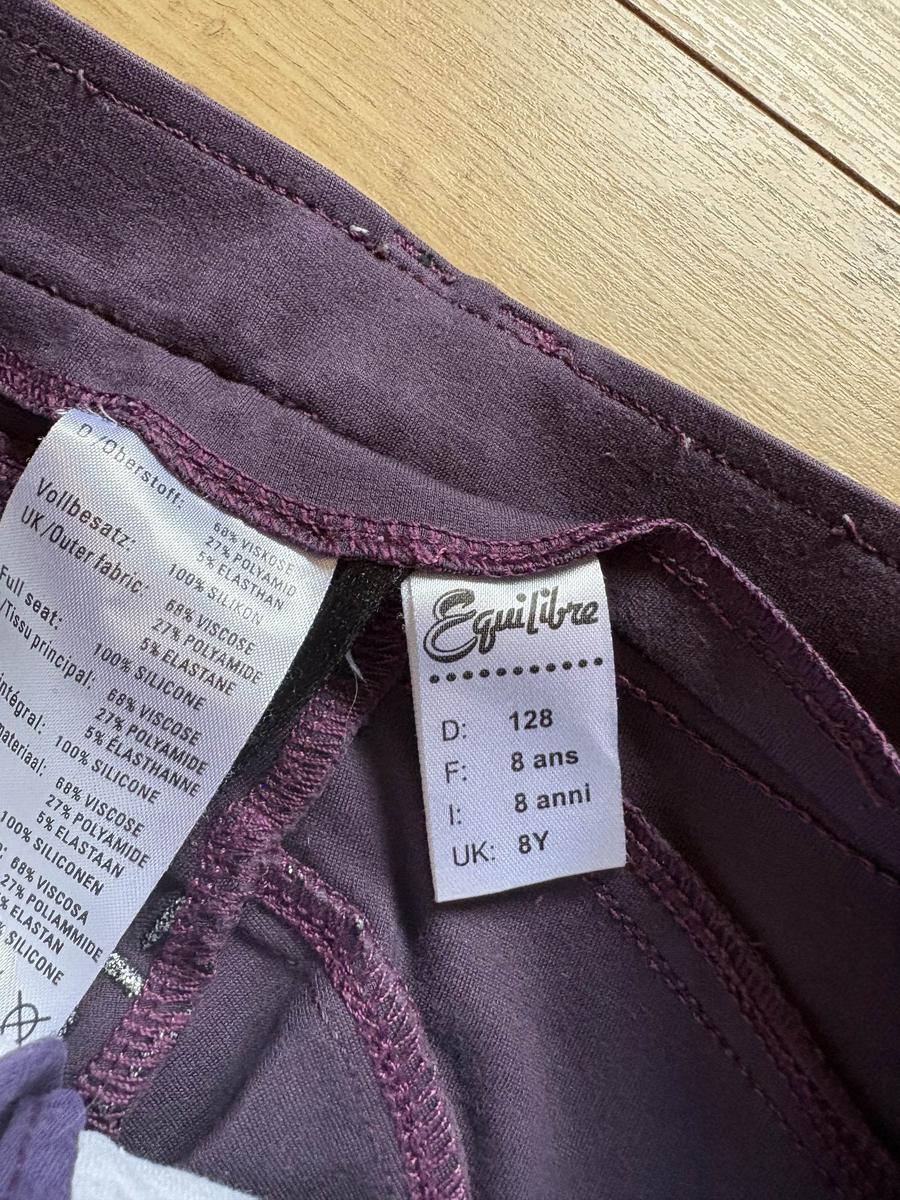 D/Oberstoff:
68% VISKOSE
27% POLYAMID
5% ELASTHAN
Vollbesatz:
100% SILIKON
UK/Outer fabric:
68% VISCOSE
27% POLYAMIDE
5% ELASTANE
Full seat:
100% SILICONE
/Tissu principal:
68% VISCOSE
27% POLYAMIDE
5% ELASTHANNE
intégral:
100% SILICONE
materiaal:
68% VISCOSE
27% POLYAMIDE
5% ELASTAAN
100% SILICONEN
68% VISCOSA
27% POLIAMMIDE
ELASTAN
SILICONE
Equilibre
D: 128
F: 8 ans
I: 8 anni
UK: 8Y